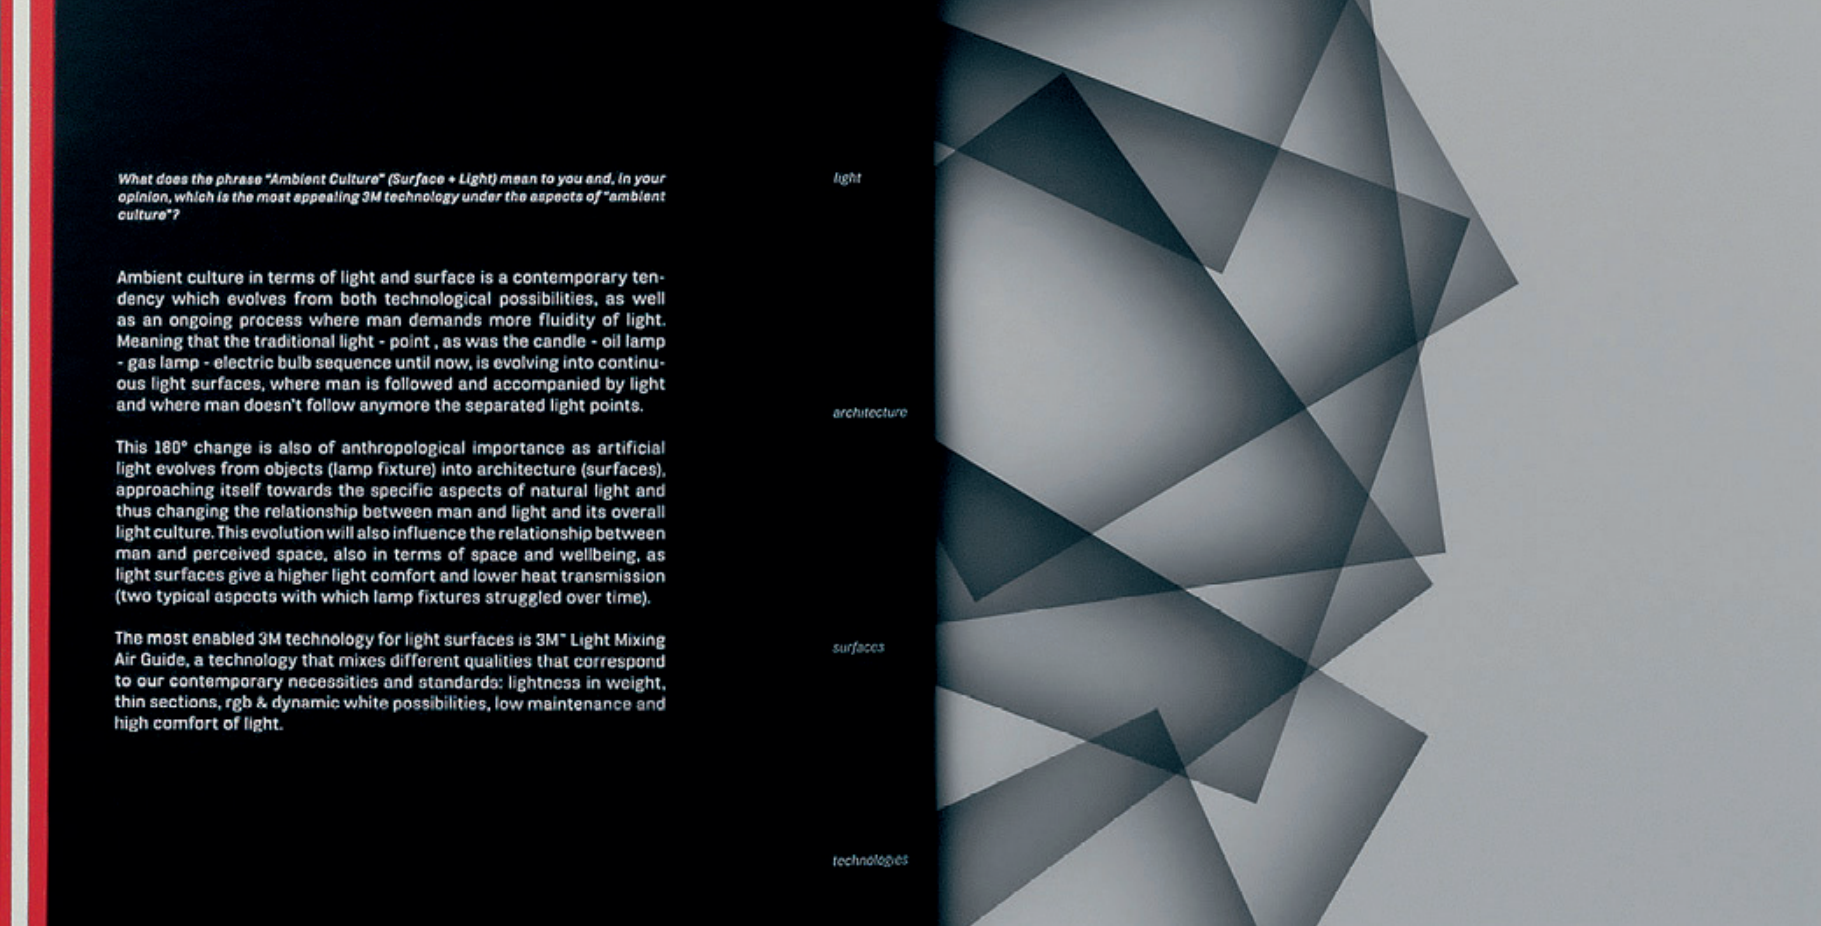 What does the phrase "Ambient Culture" (Surface + Light) mean to you and, in your
opinion, which is the most appealing 3M technology under the aspects of "ambient
culture"?
Ambient culture in terms of light and surface is a contemporary ten-
dency which evolves from both technological possibilities, as well
as an ongoing process where man demands more fluidity of light.
Meaning that the traditional light - point , as was the candle - oil lamp
- gas lamp - electric bulb sequence until now, is evolving into continu-
ous light surfaces, where man is followed and accompanied by light
and where man doesn't follow anymore the separated light points.
This 180° change is also of anthropological importance as artificial
light evolves from objects (lamp fixture) into architecture (surfaces),
approaching itself towards the specific aspects of natural light and
thus changing the relationship between man and light and its overall
light culture. This evolution will also influence the relationship between
man and perceived space, also in terms of space and wellbeing, as
light surfaces give a higher light comfort and lower heat transmission
(two typical aspects with which lamp fixtures struggled over time).
The most enabled 3M technology for light surfaces is 3M™ Light Mixing
Air Guide, a technology that mixes different qualities that correspond
to our contemporary necessities and standards: lightness in weight,
thin sections, rgb & dynamic white possibilities, low maintenance and
high comfort of light.
light
architecture
surfaces
technologies